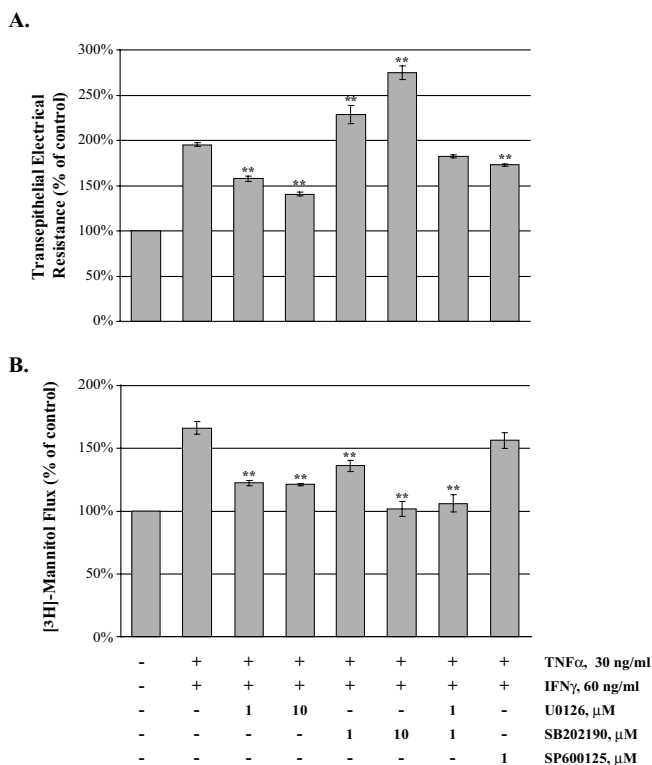 A.
Transepithelial Electrical
Resistance (% of control)
300%
250%
200%
150%
100%
50%
0%
** ** ** ** **
B.
[3H]-Mannitol Flux (% of control)
200%
150%
100%
50%
0%
** ** ** ** **
- + + + + + + + TNFα, 30 ng/ml
- + + + + + + + IFNγ, 60 ng/ml
- - 1 10 - - 1 - U0126, μM
- - - - 1 10 1 - SB202190, μM
- - - - - - - 1 SP600125, μM